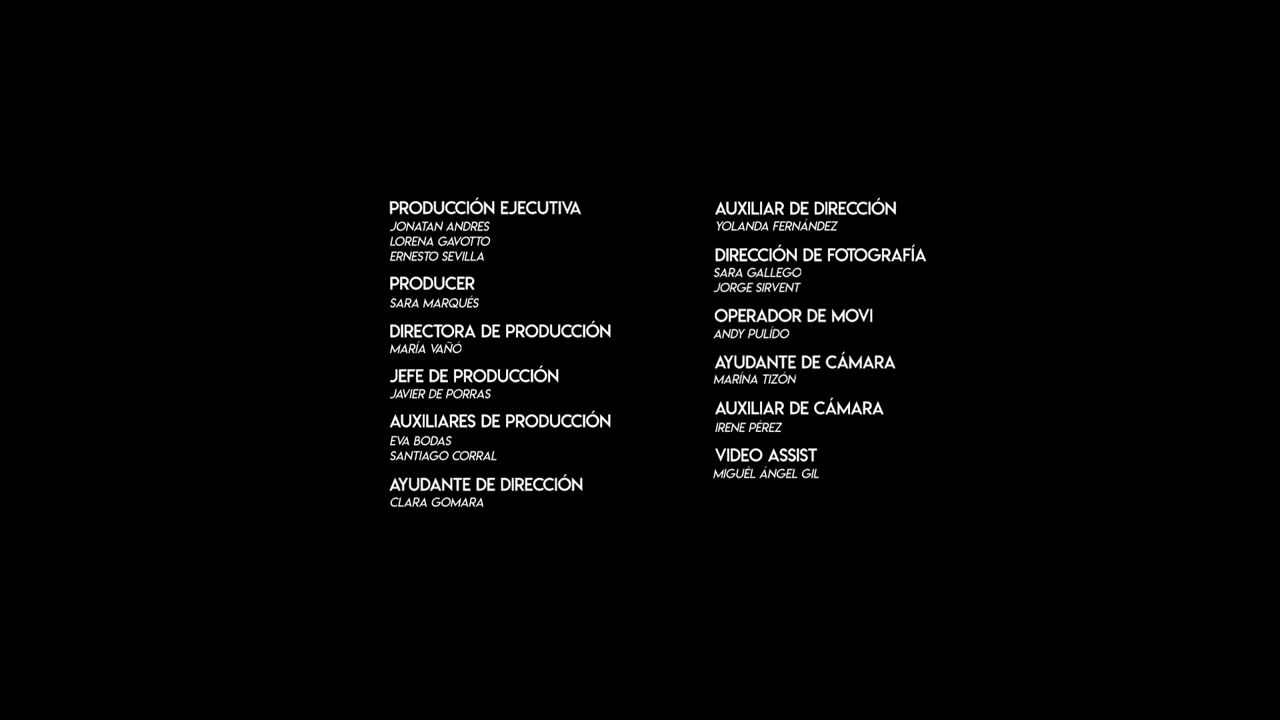 PRODUCCIÓN EJECUTIVA
JONATAN ANDRES
LORENA GAVOTTO
ERNESTO SEVILLA
PRODUCER
SARA MARQUÉS
DIRECTORA DE PRODUCCIÓN
MARÍA VAÑÓ
JEFE DE PRODUCCIÓN
JAVIER DE PORRAS
AUXILIARES DE PRODUCCIÓN
EVA BODAS
SANTIAGO CORRAL
AYUDANTE DE DIRECCIÓN
CLARA GOMARA
AUXILIAR DE DIRECCIÓN
YOLANDA FERNÁNDEZ
DIRECCIÓN DE FOTOGRAFÍA
SARA GALLEGO
JORGE SIRVENT
OPERADOR DE MOVI
ANDY PULÍDO
AYUDANTE DE CÁMARA
MARÍNA TIZÓN
AUXILIAR DE CÁMARA
IRENE PÉREZ
VIDEO ASSIST
MIGUÉL ÁNGEL GIL